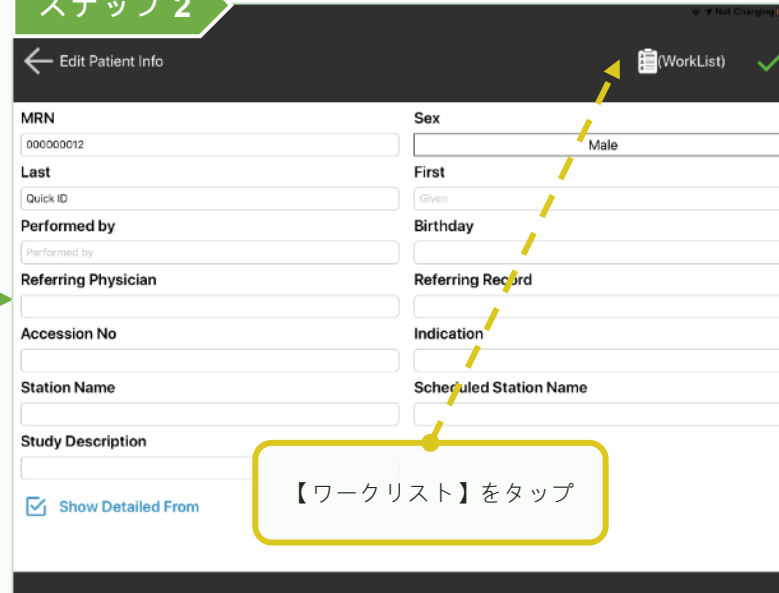 ステップ 2
Not Charging
Edit Patient Info
(WorkList)
MRN
Sex
000000012
Male
Last
First
Quick ID
Given
Performed by
Birthday
Performed by
Referring Physician
Referring Record
Accession No
Indication
Station Name
Scheduled Station Name
Study Description
【ワークリスト】をタップ
Show Detailed From